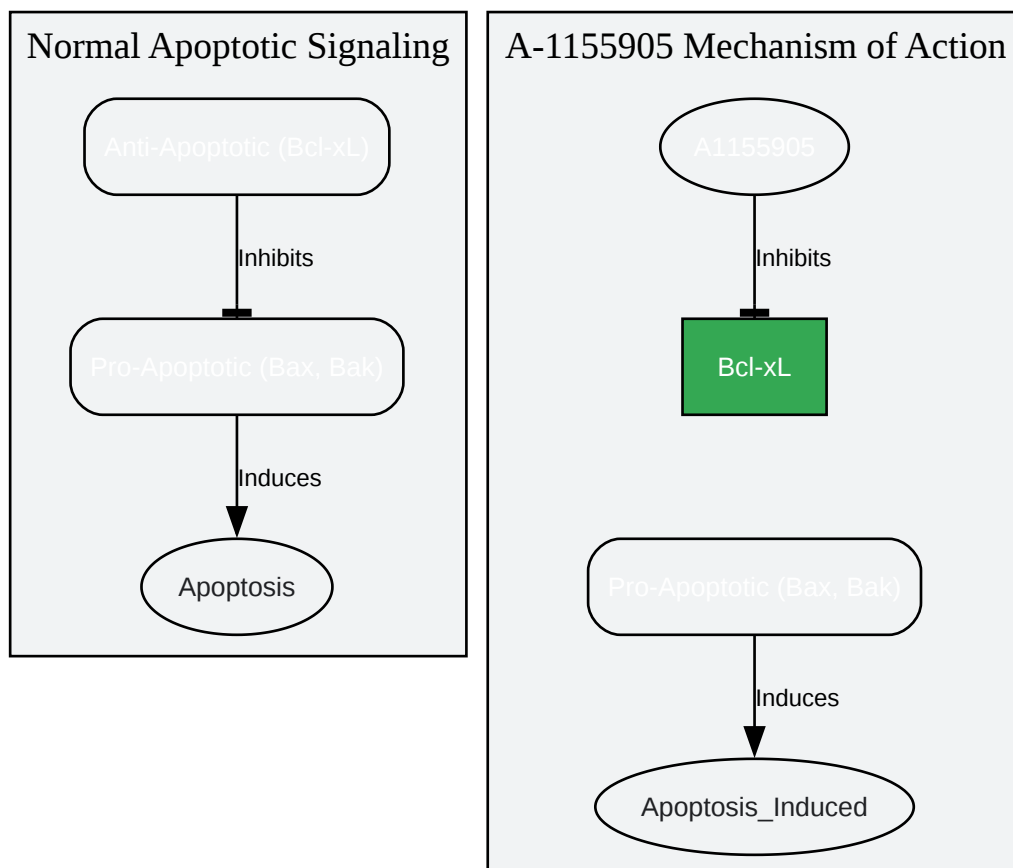 Normal Apoptotic Signaling
Anti-Apoptotic (Bcl-xL)
Inhibits
Pro-Apoptotic (Bax, Bak)
Induces
Apoptosis
A-1155905 Mechanism of Action
A1155905
Inhibits
Bcl-xL
Pro-Apoptotic (Bax, Bak)
Induces
Apoptosis_Induced